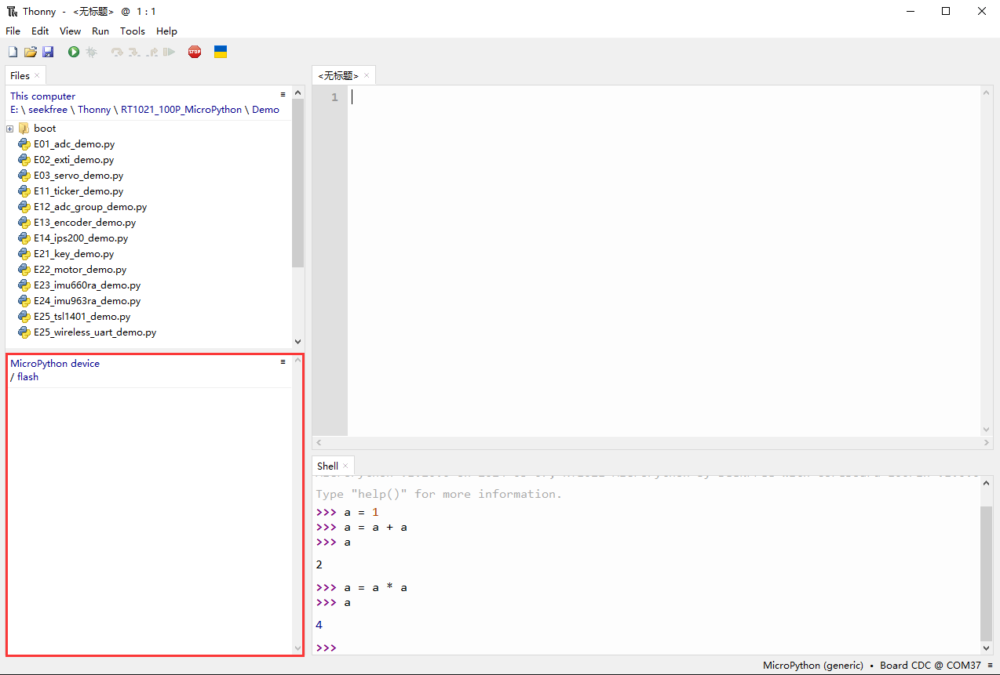 Thonny - <无标题> @ 1 : 1
File Edit View Run Tools Help
STOP
Files ×
This computer
E: \ seekfree \ Thonny \ RT1021_100P_MicroPython \ Demo
boot
E01_adc_demo.py
E02_exti_demo.py
E03_servo_demo.py
E11_ticker_demo.py
E12_adc_group_demo.py
E13_encoder_demo.py
E14_ips200_demo.py
E21_key_demo.py
E22_motor_demo.py
E23_imu660ra_demo.py
E24_imu963ra_demo.py
E25_tsl1401_demo.py
E25_wireless_uart_demo.py
MicroPython device
/ flash
<无标题> ×
1
Shell ×
Type "help()" for more information.
>>> a = 1
>>> a = a + a
>>> a
2
>>> a = a * a
>>> a
4
>>>
MicroPython (generic) • Board CDC @ COM37 ≡